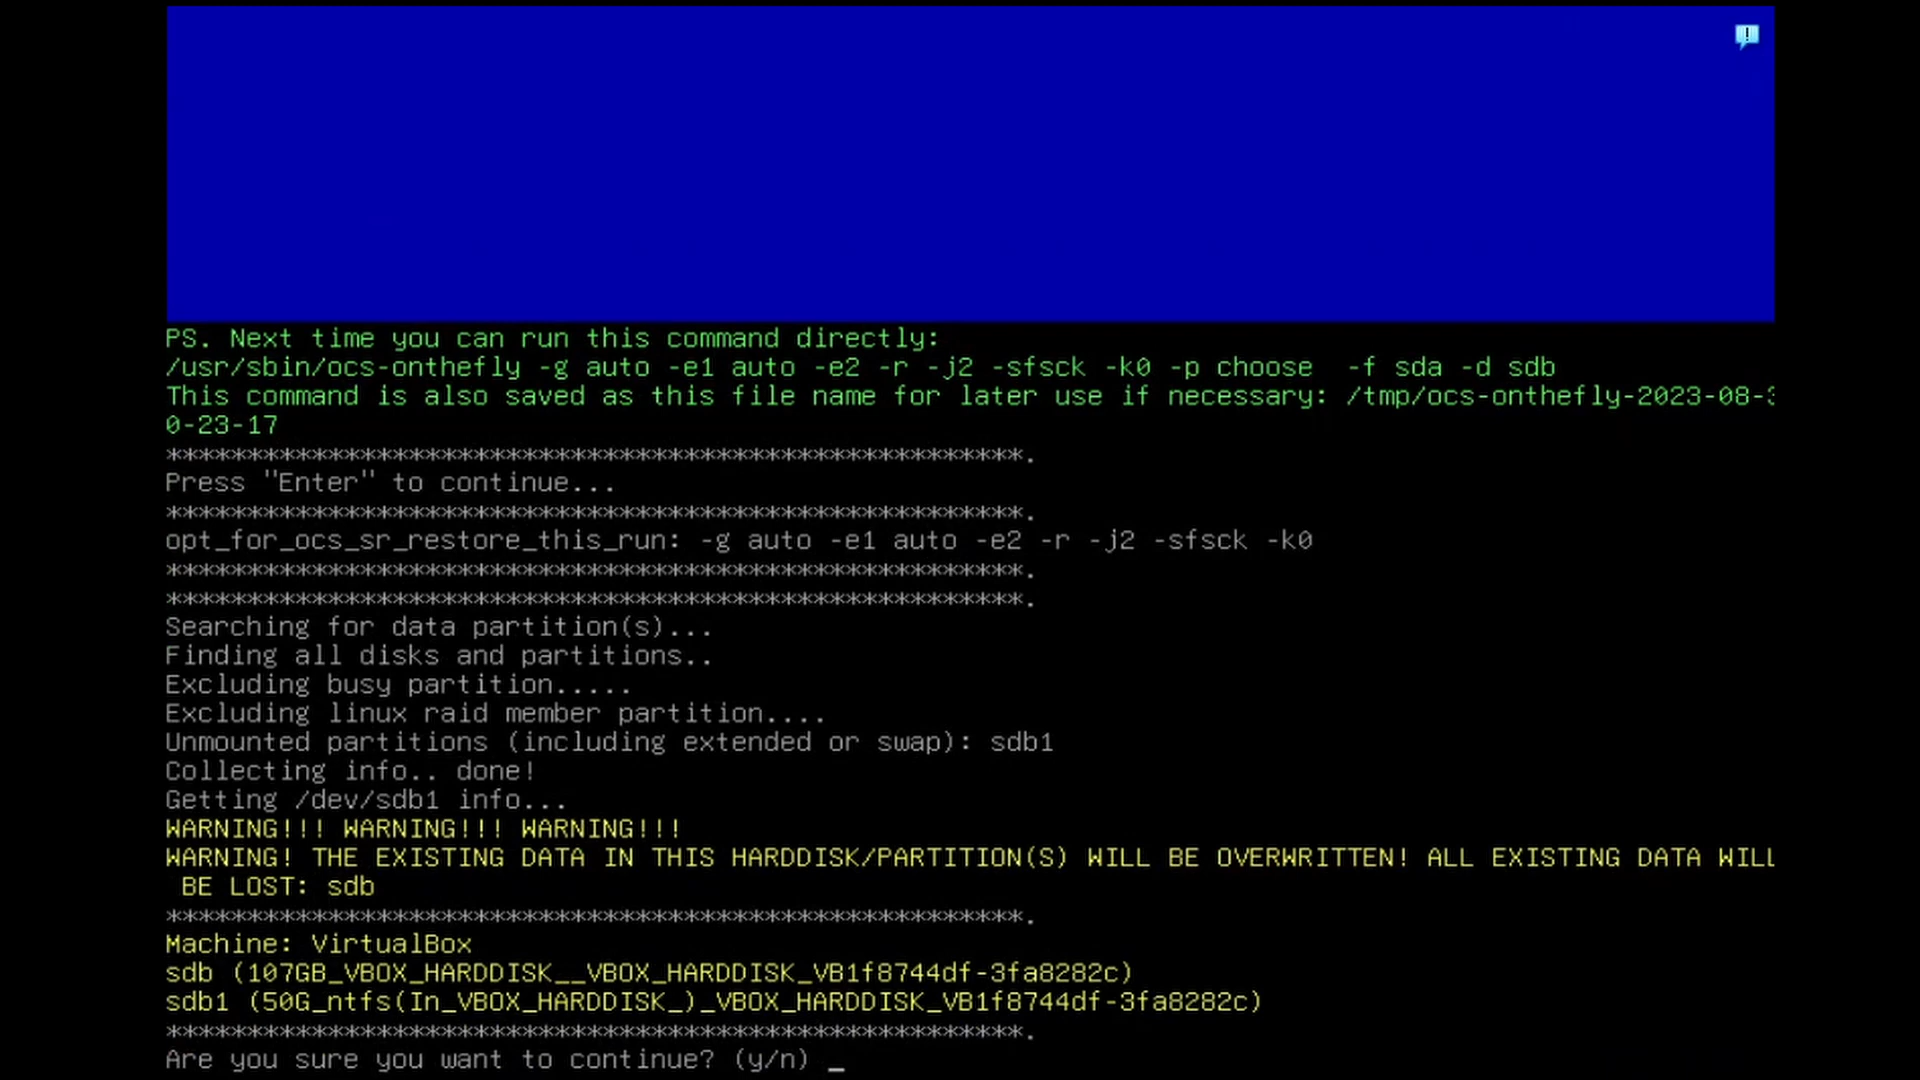 PS. Next time you can run this command directly:
/usr/sbin/ocs-onthefly -g auto -e1 auto -e2 -r -j2 -sfsck -k0 -p choose  -f sda -d sdb
This command is also saved as this file name for later use if necessary: /tmp/ocs-onthefly-2023-08-3
0-23-17
*****************************************************.
Press "Enter" to continue...
*****************************************************.
opt_for_ocs_sr_restore_this_run: -g auto -e1 auto -e2 -r -j2 -sfsck -k0
*****************************************************.
*****************************************************.
Searching for data partition(s)...
Finding all disks and partitions..
Excluding busy partition.....
Excluding linux raid member partition....
Unmounted partitions (including extended or swap): sdb1
Collecting info.. done!
Getting /dev/sdb1 info...
WARNING!!! WARNING!!! WARNING!!!
WARNING! THE EXISTING DATA IN THIS HARDDISK/PARTITION(S) WILL BE OVERWRITTEN! ALL EXISTING DATA WILL
 BE LOST: sdb
*****************************************************.
Machine: VirtualBox
sdb (107GB_VBOX_HARDDISK__VBOX_HARDDISK_VB1f8744df-3fa8282c)
sdb1 (50G_ntfs(In_VBOX_HARDDISK_)_VBOX_HARDDISK_VB1f8744df-3fa8282c)
*****************************************************.
Are you sure you want to continue? (y/n) _